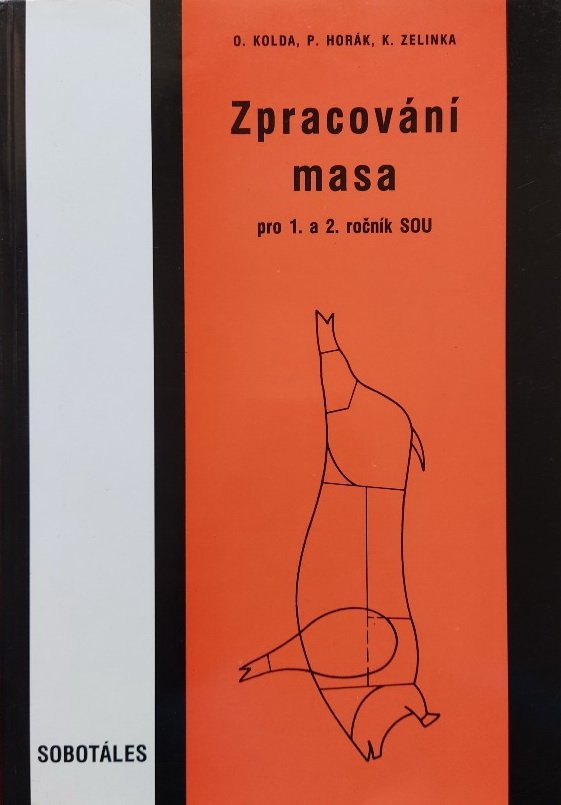 O. KOLDA, P. HORÁK, K. ZELINKA
Zpracování
masa
pro 1. a 2. ročník SOU
SOBOTÁLES